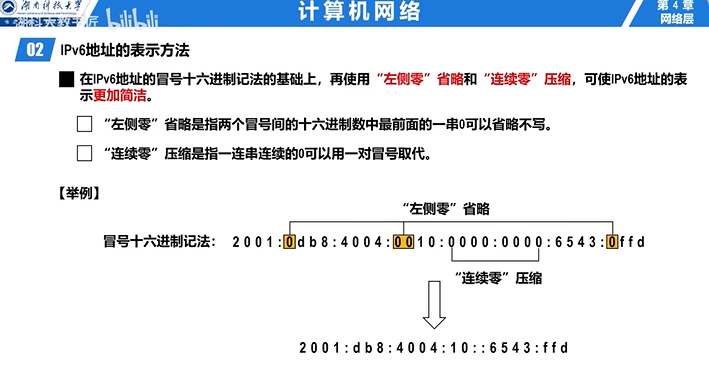 湖南科技大学
湖科大教书匠 bilibili
计算机网络
第 4 章
网络层
02 IPv6地址的表示方法
在IPv6地址的冒号十六进制记法的基础上，再使用“左侧零”省略和“连续零”压缩，可使IPv6地址的表
示更加简洁。
“左侧零”省略是指两个冒号间的十六进制数中最前面的一串0可以省略不写。
“连续零”压缩是指一连串连续的0可以用一对冒号取代。
【举例】
“左侧零”省略
冒号十六进制记法： 2001:0db8:4004:0010:0000:0000:6543:0ffd
“连续零”压缩
2001:db8:4004:10::6543:ffd